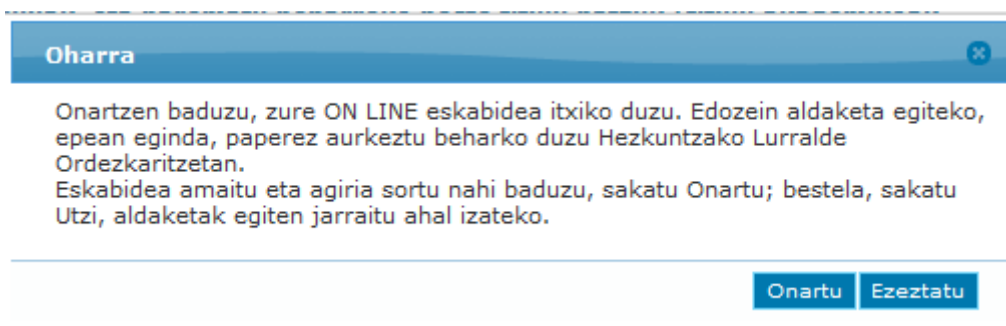 Oharra
Onartzen baduzu, zure ON LINE eskabidea itxiko duzu. Edozein aldaketa egiteko,
epean eginda, paperez aurkeztu beharko duzu Hezkuntzako Lurralde
Ordezkaritzetan.
Eskabidea amaitu eta agiria sortu nahi baduzu, sakatu Onartu; bestela, sakatu
Utzi, aldaketak egiten jarraitu ahal izateko.
Onartu Ezeztatu